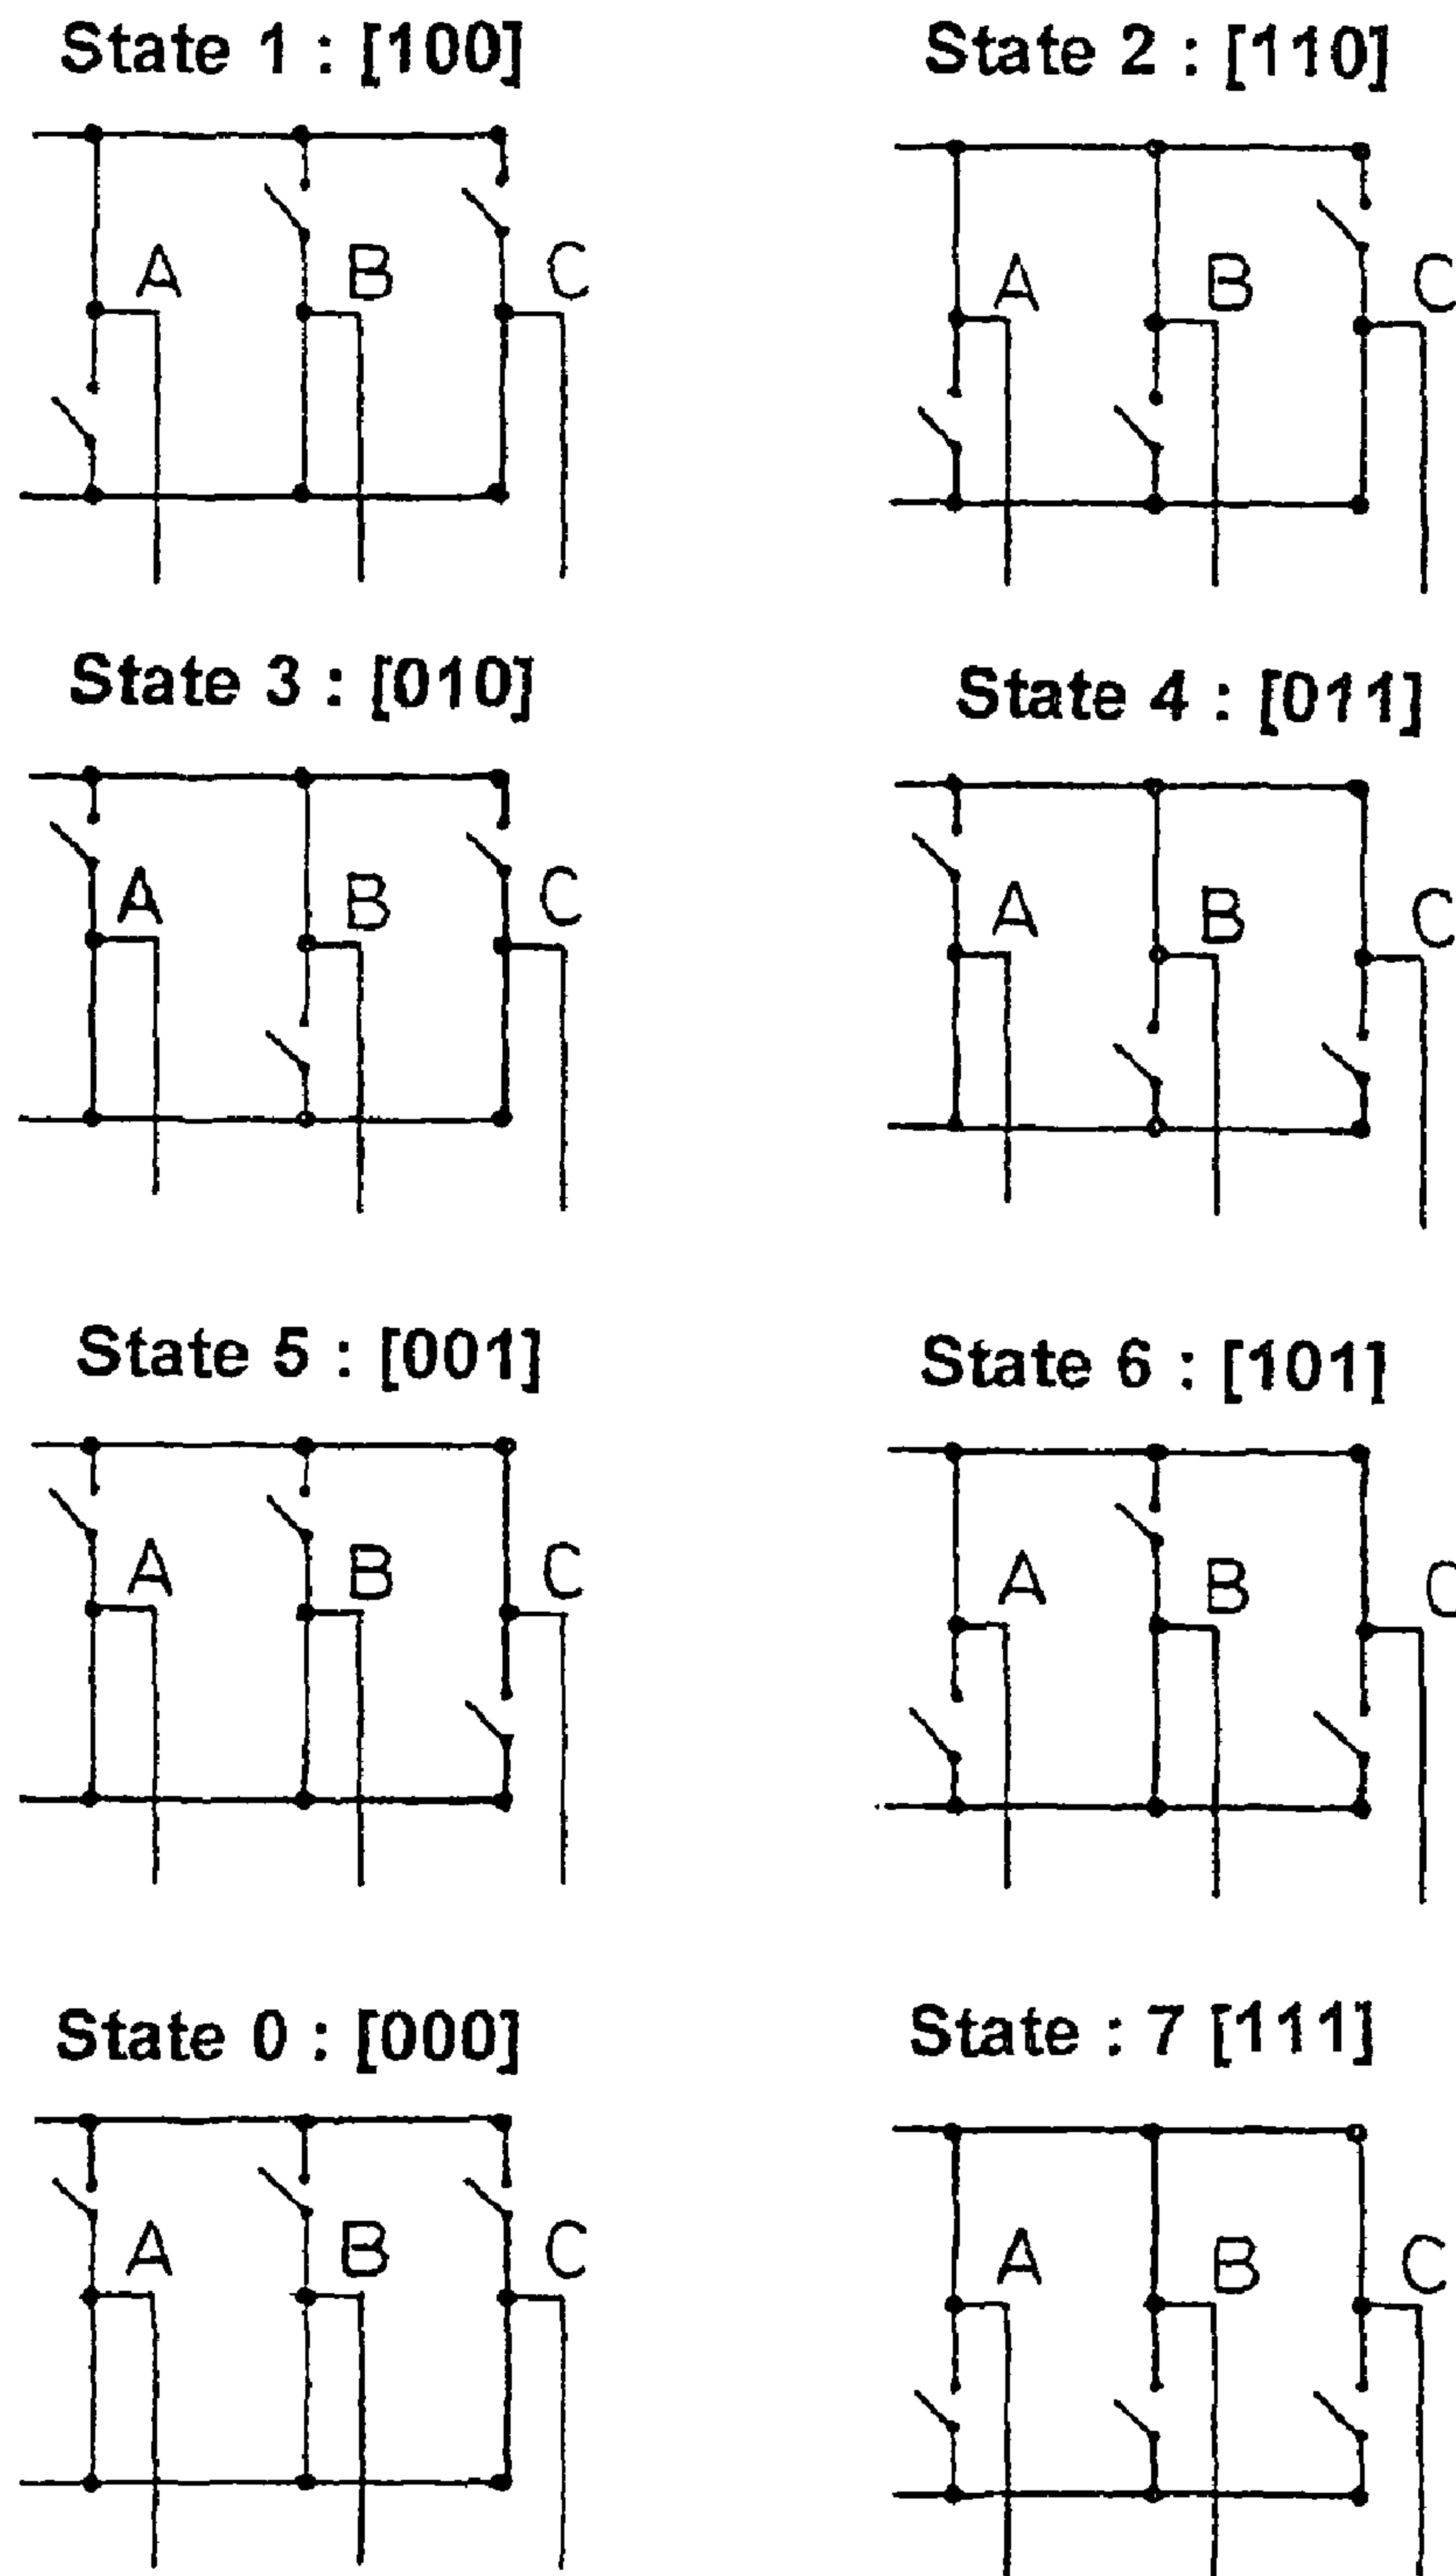 State 1 : [100]
State 2 : [110]
A B C
A B C
State 3 : [010]
State 4 : [011]
A B C
A B C
State 5 : [001]
State 6 : [101]
A B C
A B C
State 0 : [000]
State : 7 [111]
A B C
A B C